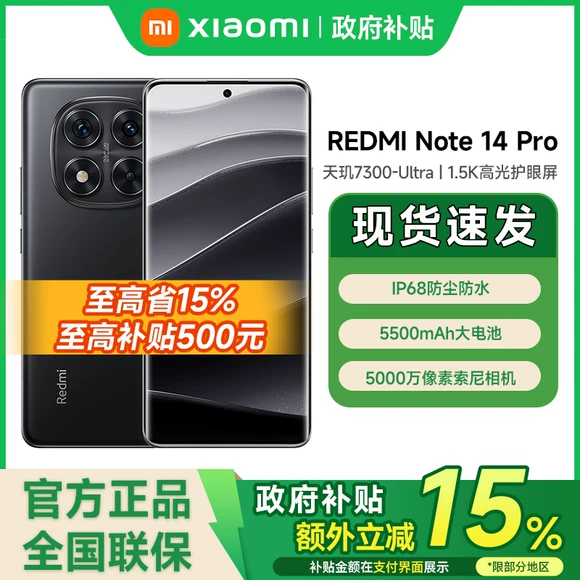 xiaomi | 政府补贴
REDMI Note 14 Pro
天玑7300-Ultra | 1.5K高光护眼屏
现货速发
IP68防尘防水
5500mAh大电池
5000万像素索尼相机
至高省15%
至高补贴500元
Redmi
官方正品
全国联保
政府补贴
额外立减
15%
补贴金额在支付界面展示
*限部分地区